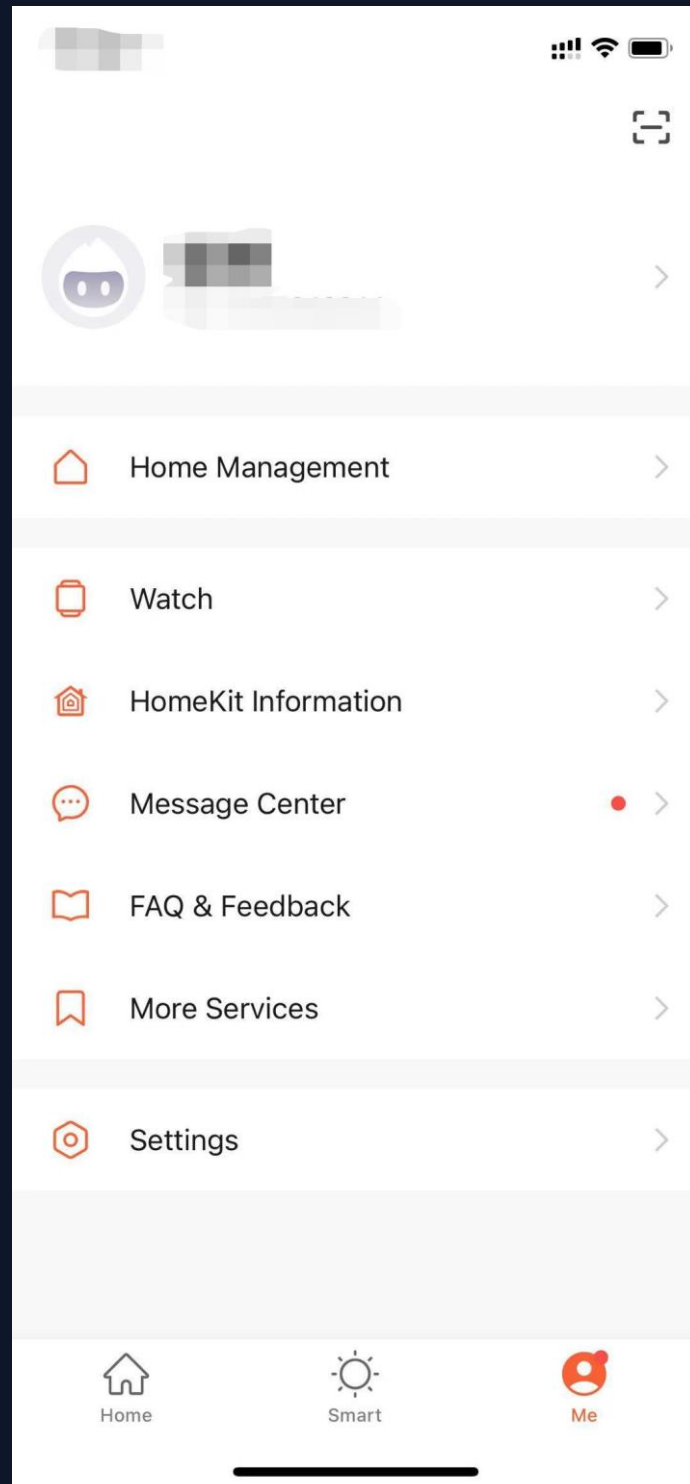 Home Management
Watch
HomeKit Information
Message Center
FAQ & Feedback
More Services
Settings
Home
Smart
Me